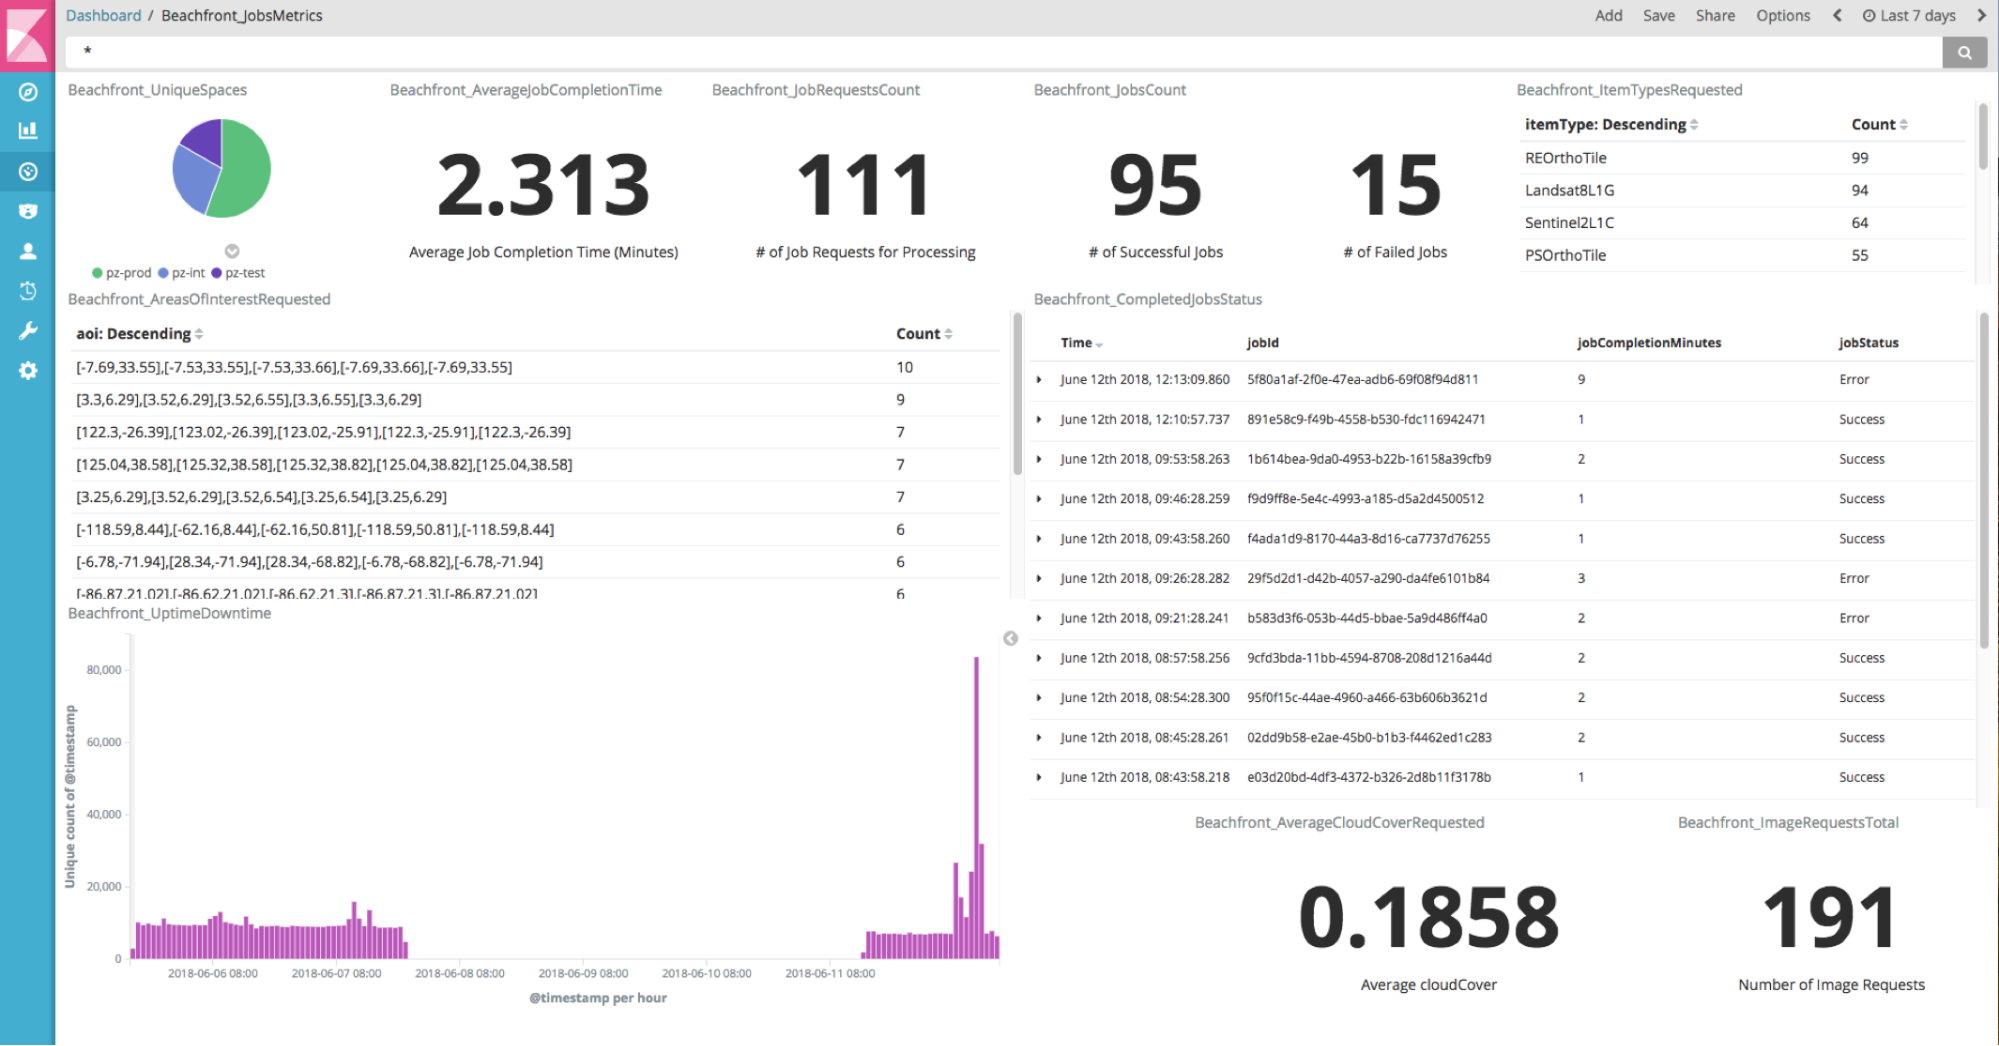 Dashboard / Beachfront_JobsMetrics
Add Save Share Options Last 7 days
*
Beachfront_UniqueSpaces
pz-prod pz-int pz-test
Beachfront_AverageJobCompletionTime
2.313
Average Job Completion Time (Minutes)
Beachfront_JobRequestsCount
111
# of Job Requests for Processing
Beachfront_JobsCount
95 15
# of Successful Jobs # of Failed Jobs
Beachfront_ItemTypesRequested
itemType: Descending Count
REOrthoTile 99
Landsat8L1G 94
Sentinel2L1C 64
PSOrthoTile 55
Beachfront_AreasOfInterestRequested
aoi: Descending Count
[-7.69,33.55],[-7.53,33.55],[-7.53,33.66],[-7.69,33.66],[-7.69,33.55] 10
[3.3,6.29],[3.52,6.29],[3.52,6.55],[3.3,6.55],[3.3,6.29] 9
[122.3,-26.39],[123.02,-26.39],[123.02,-25.91],[122.3,-25.91],[122.3,-26.39] 7
[125.04,38.58],[125.32,38.58],[125.32,38.82],[125.04,38.82],[125.04,38.58] 7
[3.25,6.29],[3.52,6.29],[3.52,6.54],[3.25,6.54],[3.25,6.29] 7
[-118.59,8.44],[-62.16,8.44],[-62.16,50.81],[-118.59,50.81],[-118.59,8.44] 6
[-6.78,-71.94],[28.34,-71.94],[28.34,-68.82],[-6.78,-68.82],[-6.78,-71.94] 6
[-86.87,21.02],[-86.62,21.02],[-86.62,21.3],[-86.87,21.3],[-86.87,21.02] 6
Beachfront_CompletedJobsStatus
Time jobId jobCompletionMinutes jobStatus
June 12th 2018, 12:13:09.860 5f80a1af-2f0e-47ea-adb6-69f08f94d811 9 Error
June 12th 2018, 12:10:57.737 891e58c9-f49b-4558-b530-fdc116942471 1 Success
June 12th 2018, 09:53:58.263 1b614bea-9da0-4953-b22b-16158a39cfb9 2 Success
June 12th 2018, 09:46:28.259 f9d9ff8e-5e4c-4993-a185-d5a2d4500512 1 Success
June 12th 2018, 09:43:58.260 f4ada1d9-8170-44a3-8d16-ca7737d76255 1 Success
June 12th 2018, 09:26:28.282 29f5d2d1-d42b-4057-a290-da4fe6101b84 3 Error
June 12th 2018, 09:21:28.241 b583d3f6-053b-44d5-bbae-5a9d486ff4a0 2 Error
June 12th 2018, 08:57:58.256 9cfd3bda-11bb-4594-8708-208d1216a44d 2 Success
June 12th 2018, 08:54:28.300 95f0f15c-44ae-4960-a466-63b606b3621d 2 Success
June 12th 2018, 08:45:28.261 02dd9b58-e2ae-45b0-b1b3-f4462ed1c283 2 Success
June 12th 2018, 08:43:58.218 e03d20bd-4df3-4372-b326-2d8b11f3178b 1 Success
Beachfront_UptimeDowntime
Unique count of @timestamp
80,000
60,000
40,000
20,000
0
2018-06-06 08:00 2018-06-07 08:00 2018-06-08 08:00 2018-06-09 08:00 2018-06-10 08:00 2018-06-11 08:00
@timestamp per hour
Beachfront_AverageCloudCoverRequested
0.1858
Average cloudCover
Beachfront_ImageRequestsTotal
191
Number of Image Requests